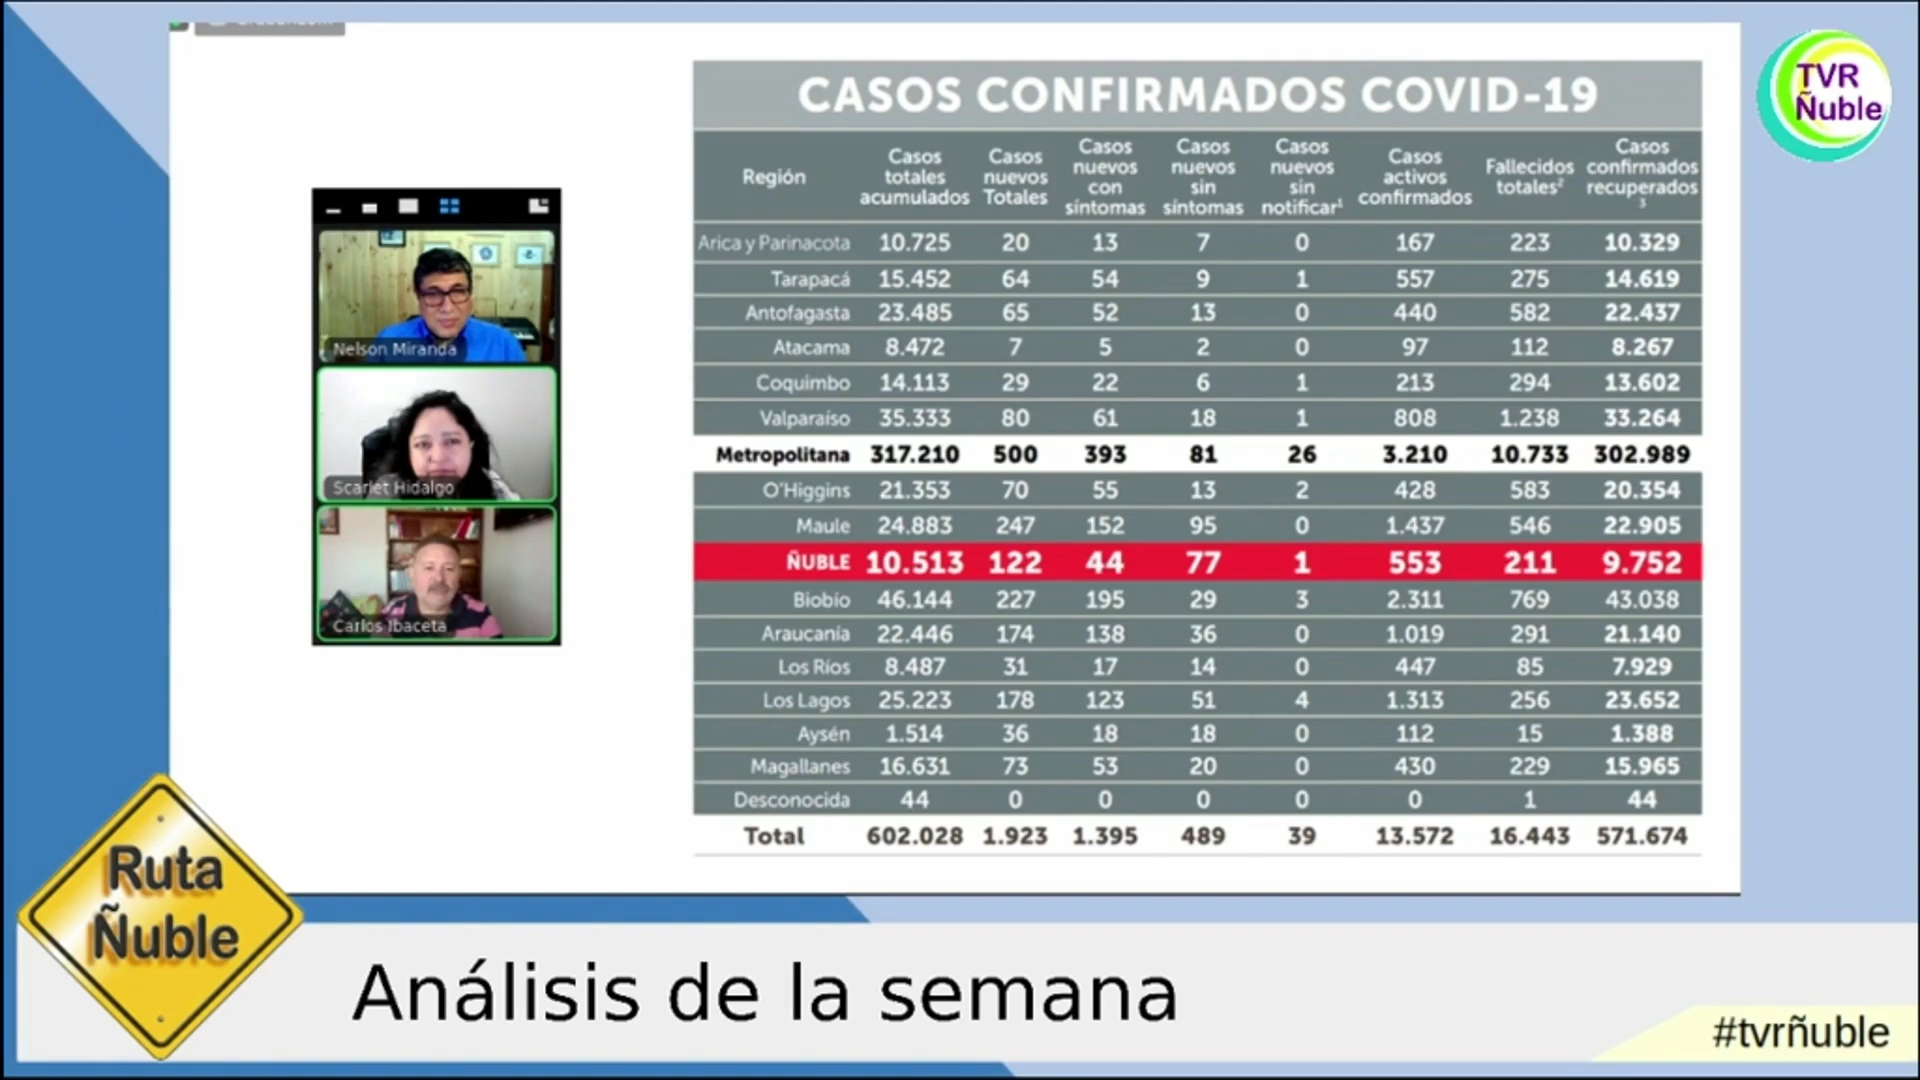 TVR
Ñuble
CASOS CONFIRMADOS COVID-19
Región
Casos totales acumulados
Casos nuevos Totales
Casos nuevos con síntomas
Casos nuevos sin síntomas
Casos nuevos sin notificar¹
Casos activos confirmados
Fallecidos totales²
Casos confirmados recuperados ³
Arica y Parinacota 10.725 20 13 7 0 167 223 10.329
Tarapacá 15.452 64 54 9 1 557 275 14.619
Antofagasta 23.485 65 52 13 0 440 582 22.437
Atacama 8.472 7 5 2 0 97 112 8.267
Coquimbo 14.113 29 22 6 1 213 294 13.602
Valparaíso 35.333 80 61 18 1 808 1.238 33.264
Metropolitana 317.210 500 393 81 26 3.210 10.733 302.989
O'Higgins 21.353 70 55 13 2 428 583 20.354
Maule 24.883 247 152 95 0 1.437 546 22.905
ÑUBLE 10.513 122 44 77 1 553 211 9.752
Biobío 46.144 227 195 29 3 2.311 769 43.038
Araucanía 22.446 174 138 36 0 1.019 291 21.140
Los Ríos 8.487 31 17 14 0 447 85 7.929
Los Lagos 25.223 178 123 51 4 1.313 256 23.652
Aysén 1.514 36 18 18 0 112 15 1.388
Magallanes 16.631 73 53 20 0 430 229 15.965
Desconocida 44 0 0 0 0 0 1 44
Total 602.028 1.923 1.395 489 39 13.572 16.443 571.674
Nelson Miranda
Scarlet Hidalgo
Carlos Ibaceta
Ruta
Ñuble
Análisis de la semana
#tvrñuble